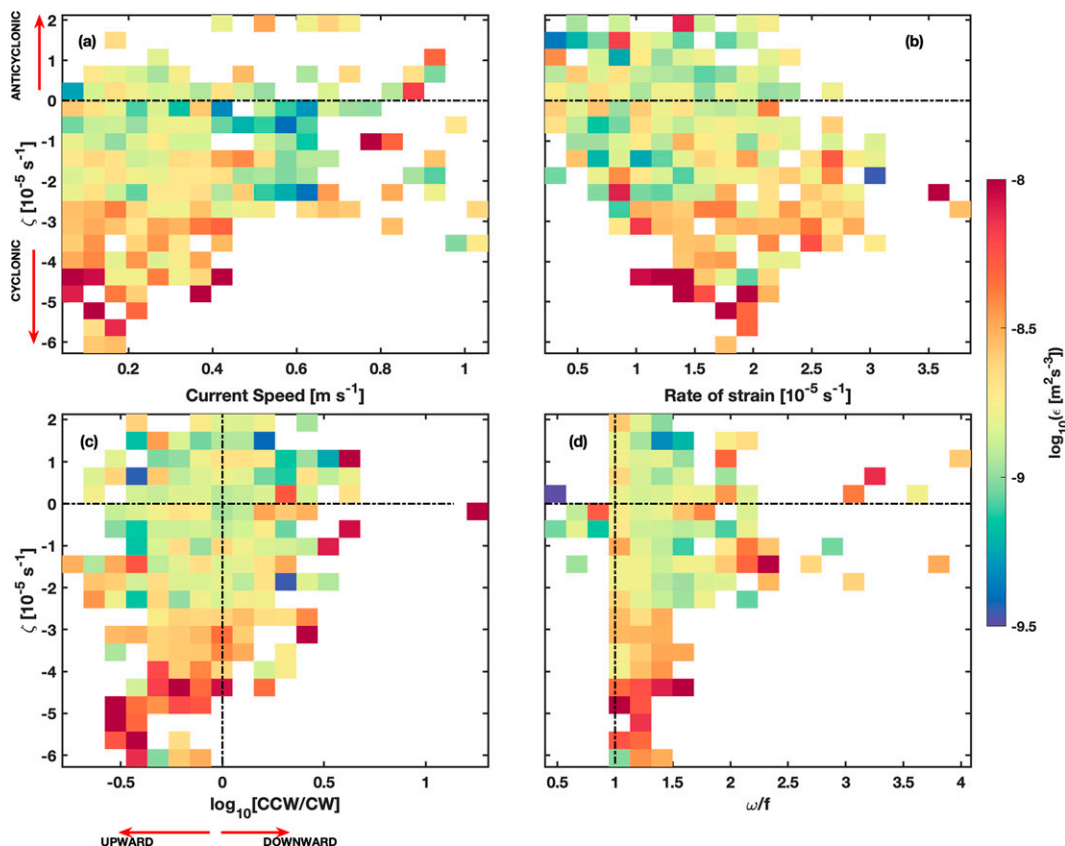 ANTICYCLONIC
CYCLONIC
ζ [10⁻⁵ s⁻¹]
2
1
0
-1
-2
-3
-4
-5
-6
(a)
0.2 0.4 0.6 0.8 1
Current Speed [m s⁻¹]
(b)
0.5 1 1.5 2 2.5 3 3.5
Rate of strain [10⁻⁵ s⁻¹]
ζ [10⁻⁵ s⁻¹]
2
1
0
-1
-2
-3
-4
-5
-6
(c)
-0.5 0 0.5 1
log₁₀[CCW/CW]
UPWARD DOWNWARD
(d)
0.5 1 1.5 2 2.5 3 3.5 4
ω/f
-8
-8.5
-9
-9.5
log₁₀(ϵ [m²s⁻³])